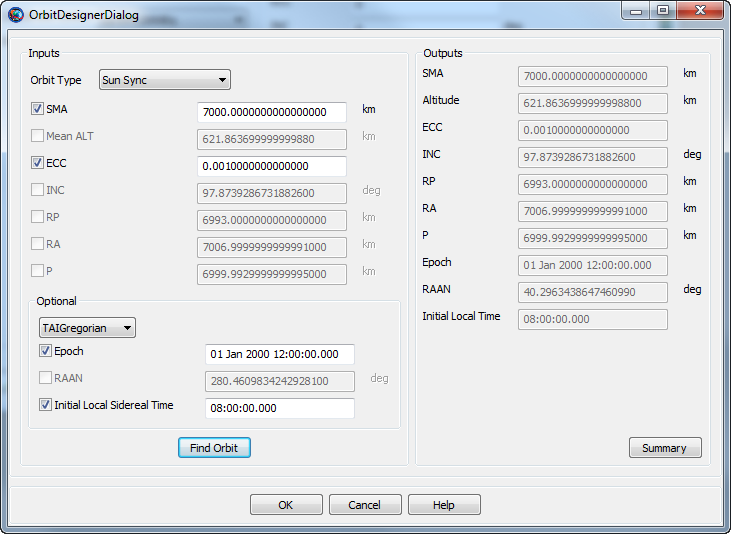 OrbitDesignerDialog
Inputs
Orbit Type Sun Sync
SMA 7000.0000000000000000 km
Mean ALT 621.863699999999880 km
ECC 0.0010000000000000
INC 97.8739286731882600 deg
RP 6993.0000000000000000 km
RA 7006.9999999999991000 km
P 6999.9929999999995000 km
Optional
TAIGregorian
Epoch 01 Jan 2000 12:00:00.000
RAAN 280.4609834242928100 deg
Initial Local Sidereal Time 08:00:00.000
Find Orbit
Outputs
SMA 7000.0000000000000000 km
Altitude 621.8636999999998800 km
ECC 0.0010000000000000
INC 97.8739286731882600 deg
RP 6993.0000000000000000 km
RA 7006.9999999999991000 km
P 6999.9929999999995000 km
Epoch 01 Jan 2000 12:00:00.000
RAAN 40.2963438647460990 deg
Initial Local Time 08:00:00.000
Summary
OK Cancel Help